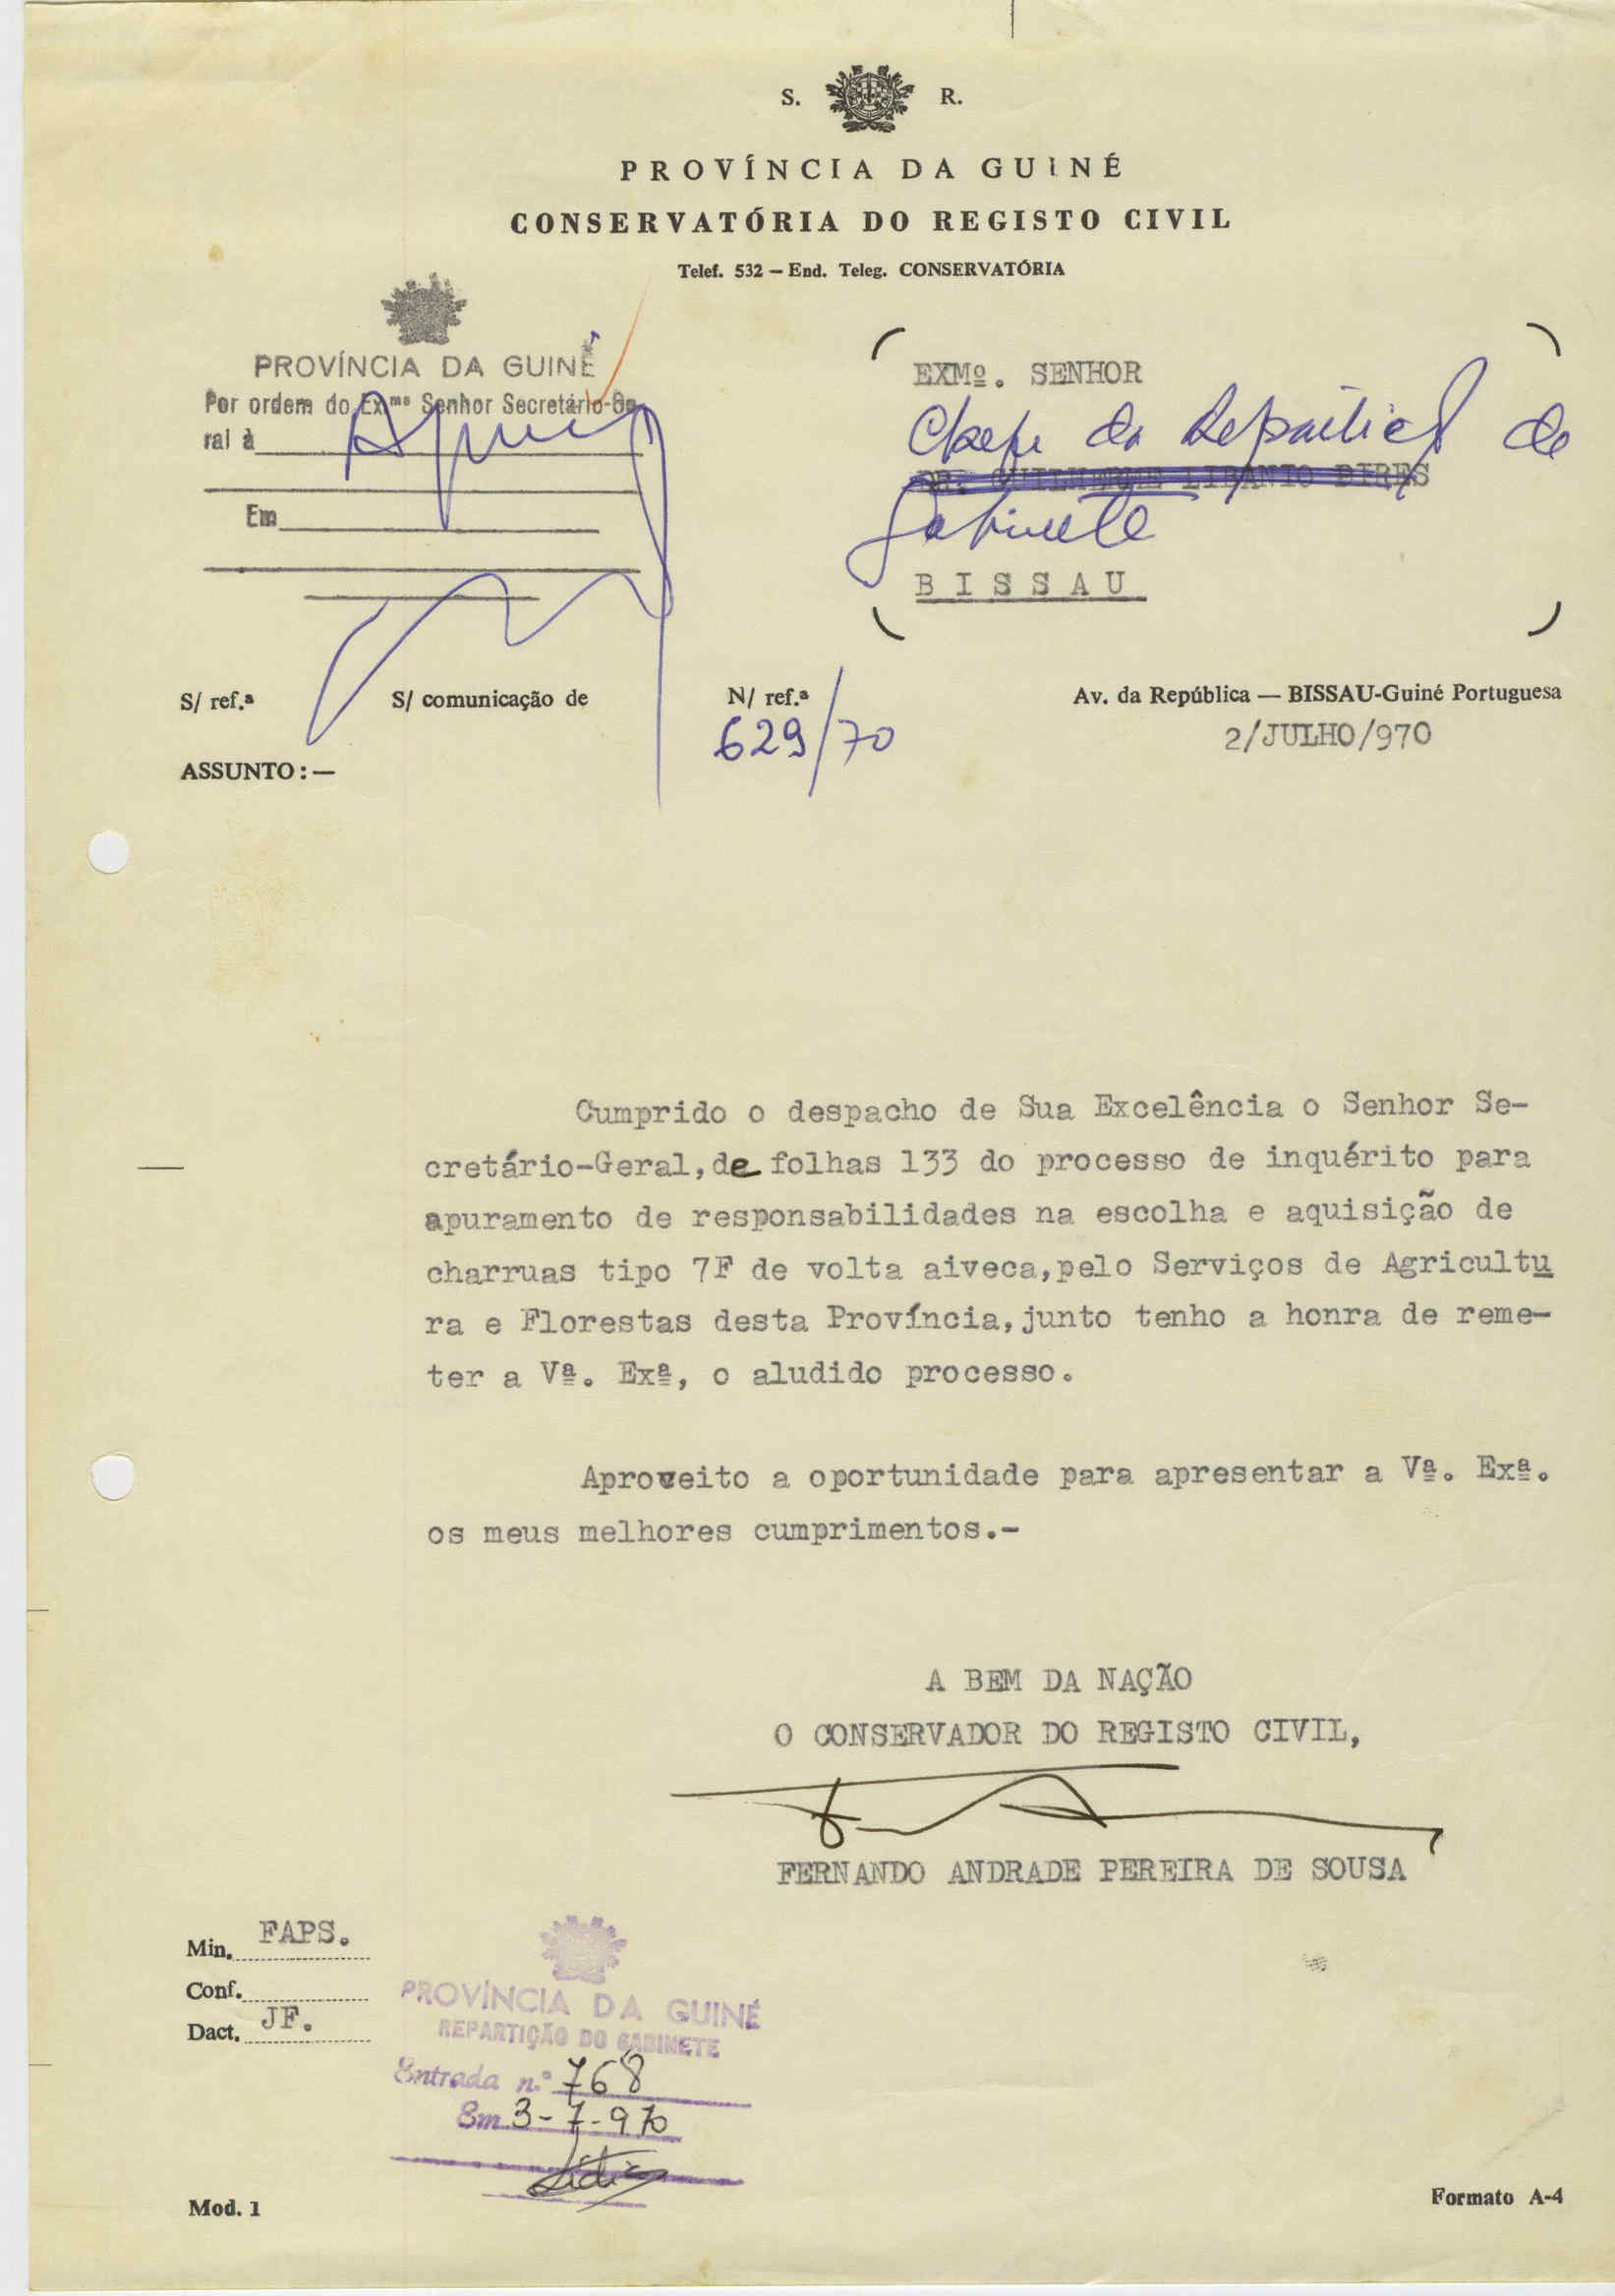 S. R.
PROVÍNCIA DA GUINÉ
CONSERVATÓRIA DO REGISTO CIVIL
Telef. 532 — End. Teleg. CONSERVATÓRIA
PROVÍNCIA DA GUINÉ
Por ordem do Ex.mo Senhor Secretário-Ge-
ral à
Em
EXMº. SENHOR
Chefe da Repartição do
DR. GUILHERME LIBANIO PIRES
Gabinete
BISSAU
S/ ref.ª S/ comunicação de N/ ref.ª Av. da República — BISSAU-Guiné Portuguesa
629/70 2/JULHO/970
ASSUNTO: —
Cumprido o despacho de Sua Excelência o Senhor Se-
cretário-Geral,de folhas 133 do processo de inquérito para
apuramento de responsabilidades na escolha e aquisição de
charruas tipo 7F de volta aiveca,pelo Serviços de Agricultu
ra e Florestas desta Província,junto tenho a honra de reme-
ter a Vª. Exª, o aludido processo.
Aproveito a oportunidade para apresentar a Vª. Exª.
os meus melhores cumprimentos.-
A BEM DA NAÇÃO
O CONSERVADOR DO REGISTO CIVIL,
FERNANDO ANDRADE PEREIRA DE SOUSA
Min. FAPS.
Conf.
Dact. JF.
PROVÍNCIA DA GUINÉ
REPARTIÇÃO DO GABINETE
Entrada n.º 768
Em 3-7-970
Mod. 1
Formato A-4